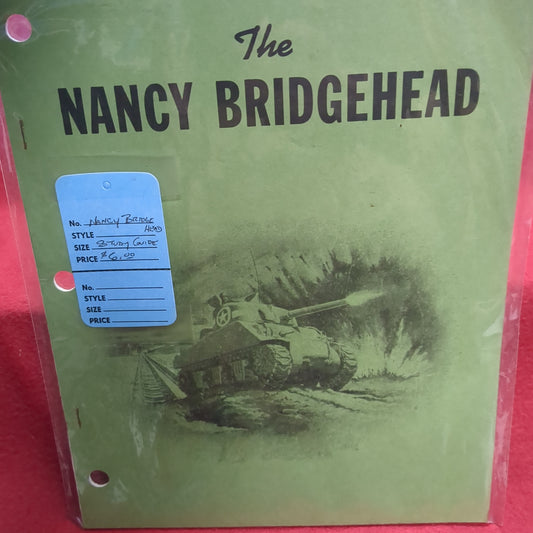 The
NANCY BRIDGEHEAD
No. NANCY BRIDGE
HEAD
STYLE
SIZE STUDY GUIDE
PRICE $6.00
No.
STYLE
SIZE
PRICE